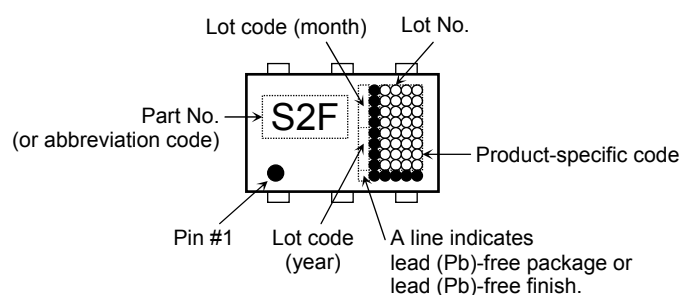 Lot code (month)
Lot No.
Part No.
(or abbreviation code)
S2F
Product-specific code
Pin #1
Lot code
(year)
A line indicates
lead (Pb)-free package or
lead (Pb)-free finish.